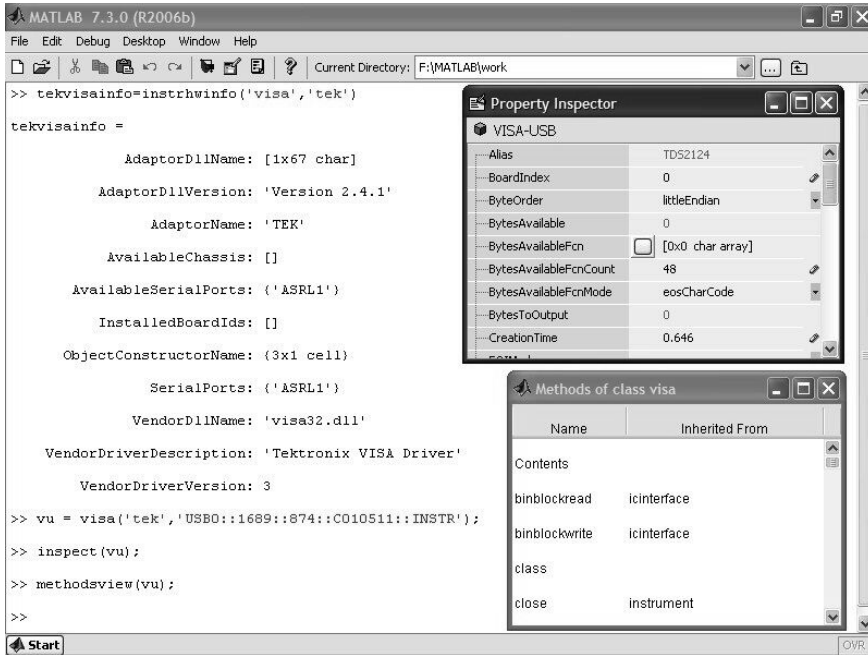 MATLAB 7.3.0 (R2006b)
File Edit Debug Desktop Window Help
Current Directory: F:\MATLAB\work
>> tekvisainfo=instrhwinfo('visa','tek')
tekvisainfo =
AdaptorDllName: [1x67 char]
AdaptorDllVersion: 'Version 2.4.1'
AdaptorName: 'TEK'
AvailableChassis: []
AvailableSerialPorts: {'ASRL1'}
InstalledBoardIds: []
ObjectConstructorName: {3x1 cell}
SerialPorts: {'ASRL1'}
VendorDllName: 'visa32.dll'
VendorDriverDescription: 'Tektronix VISA Driver'
VendorDriverVersion: 3
>> vu = visa('tek','USB0::1689::874::C010511::INSTR');
>> inspect(vu);
>> methodsview(vu);
>>
Property Inspector
VISA-USB
Alias TDS2124
BoardIndex 0
ByteOrder littleEndian
BytesAvailable 0
BytesAvailableFcn [0x0 char array]
BytesAvailableFcnCount 48
BytesAvailableFcnMode eosCharCode
BytesToOutput 0
CreationTime 0.646
Methods of class visa
Name Inherited From
Contents
binblockread icinterface
binblockwrite icinterface
class
close instrument
Start
OVR